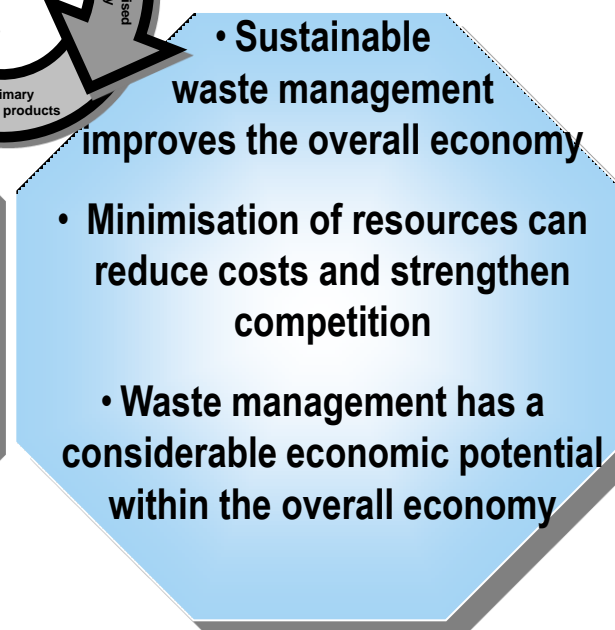 products
• Sustainable
waste management
improves the overall economy
• Minimisation of resources can
reduce costs and strengthen
competition
• Waste management has a
considerable economic potential
within the overall economy